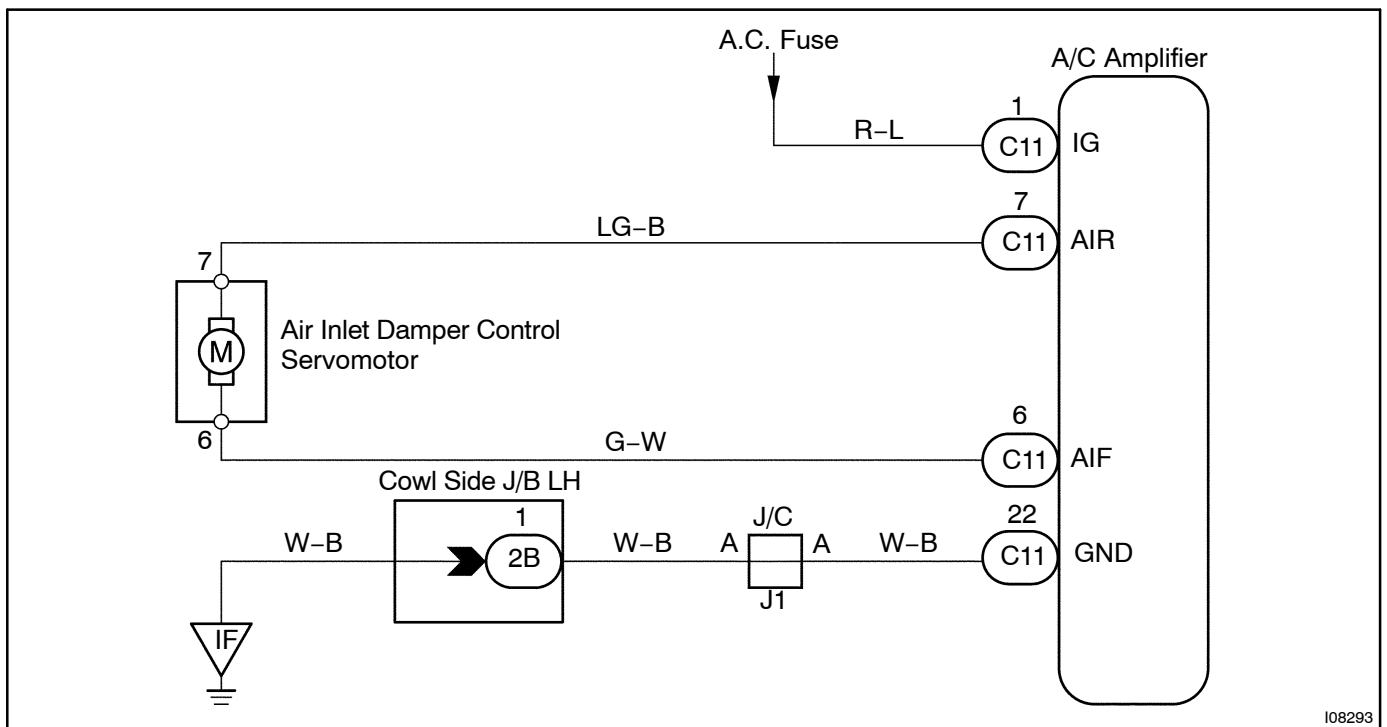 A.C. Fuse
A/C Amplifier
1
R−L
C11
IG
7
LG−B
C11
AIR
7
M
Air Inlet Damper Control
Servomotor
6
6
G−W
C11
AIF
Cowl Side J/B LH
1
J/C
22
W−B
2B
W−B
A
A
W−B
C11
GND
J1
IF
I08293